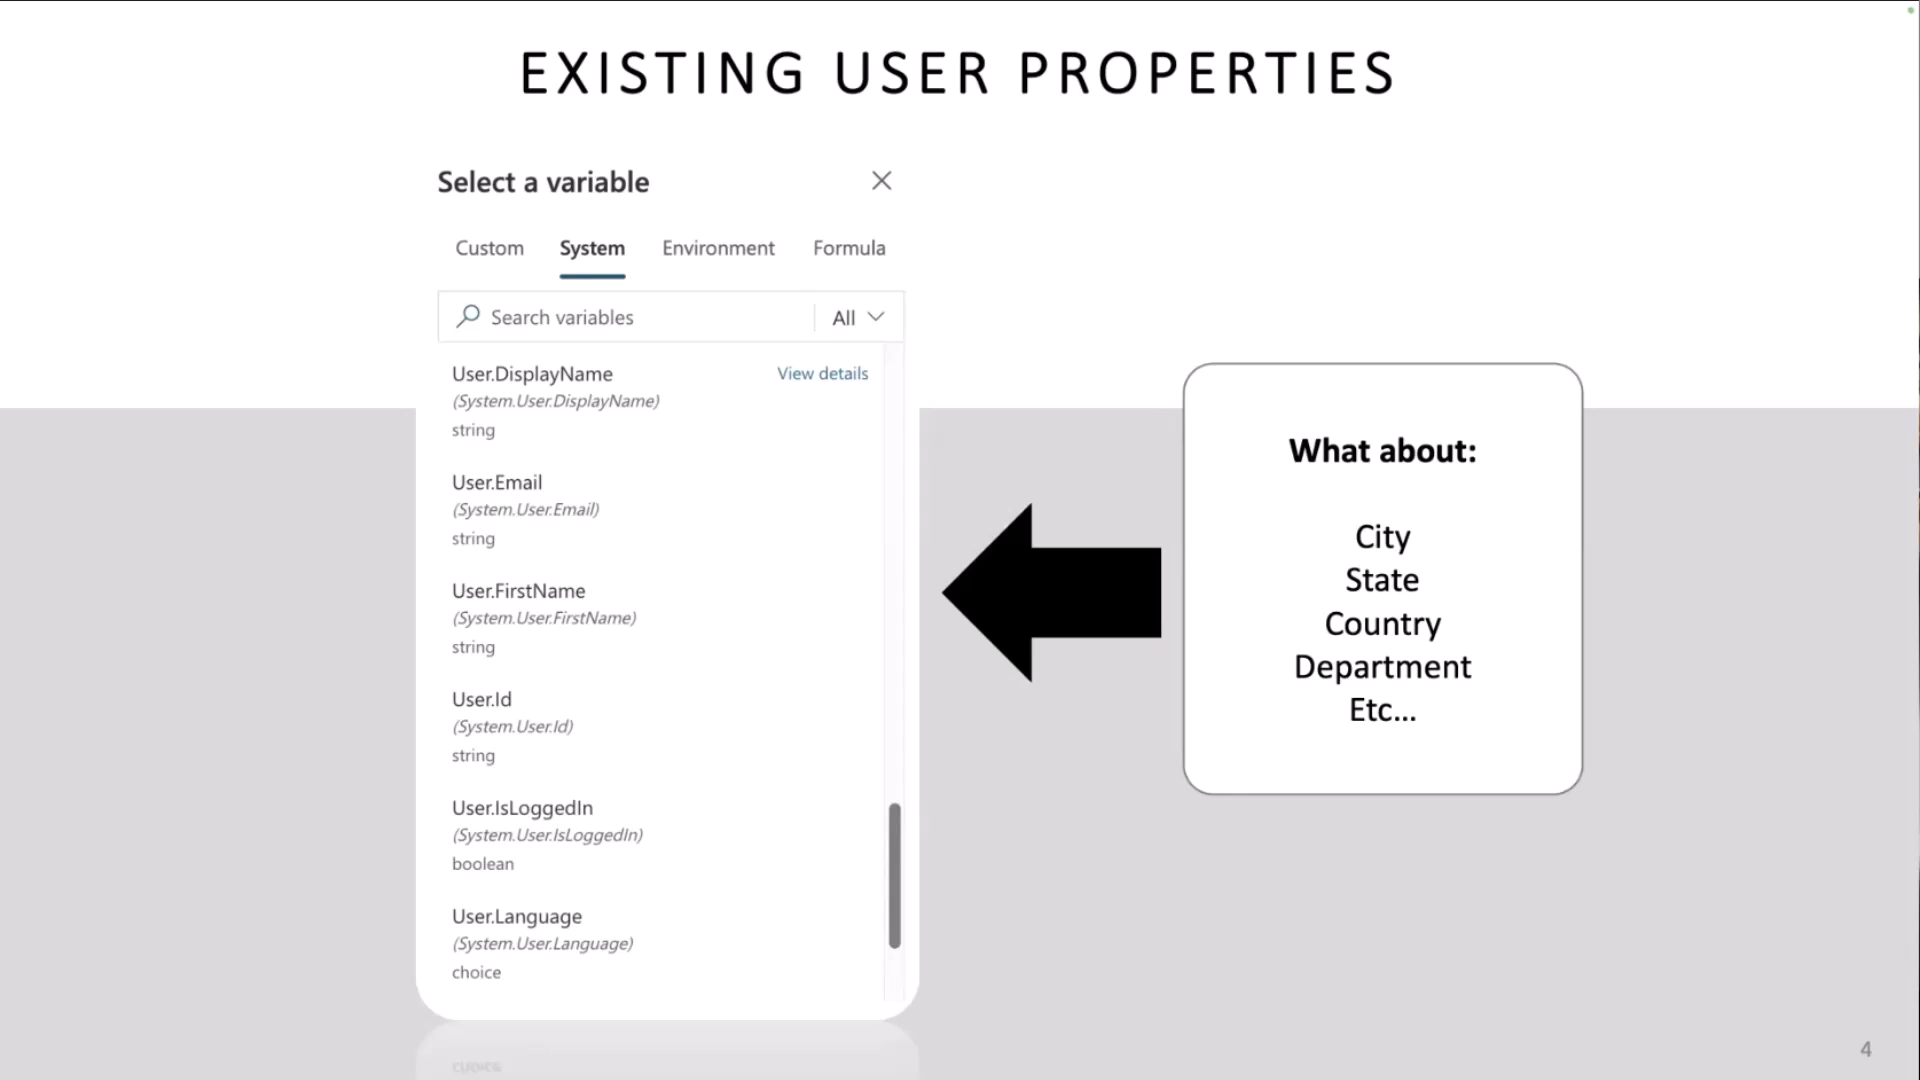 EXISTING USER PROPERTIES
Select a variable
Custom System Environment Formula
Search variables All
User.DisplayName View details
(System.User.DisplayName)
string
User.Email
(System.User.Email)
string
User.FirstName
(System.User.FirstName)
string
User.Id
(System.User.Id)
string
User.IsLoggedIn
(System.User.IsLoggedIn)
boolean
User.Language
(System.User.Language)
choice
What about:
City
State
Country
Department
Etc...
4